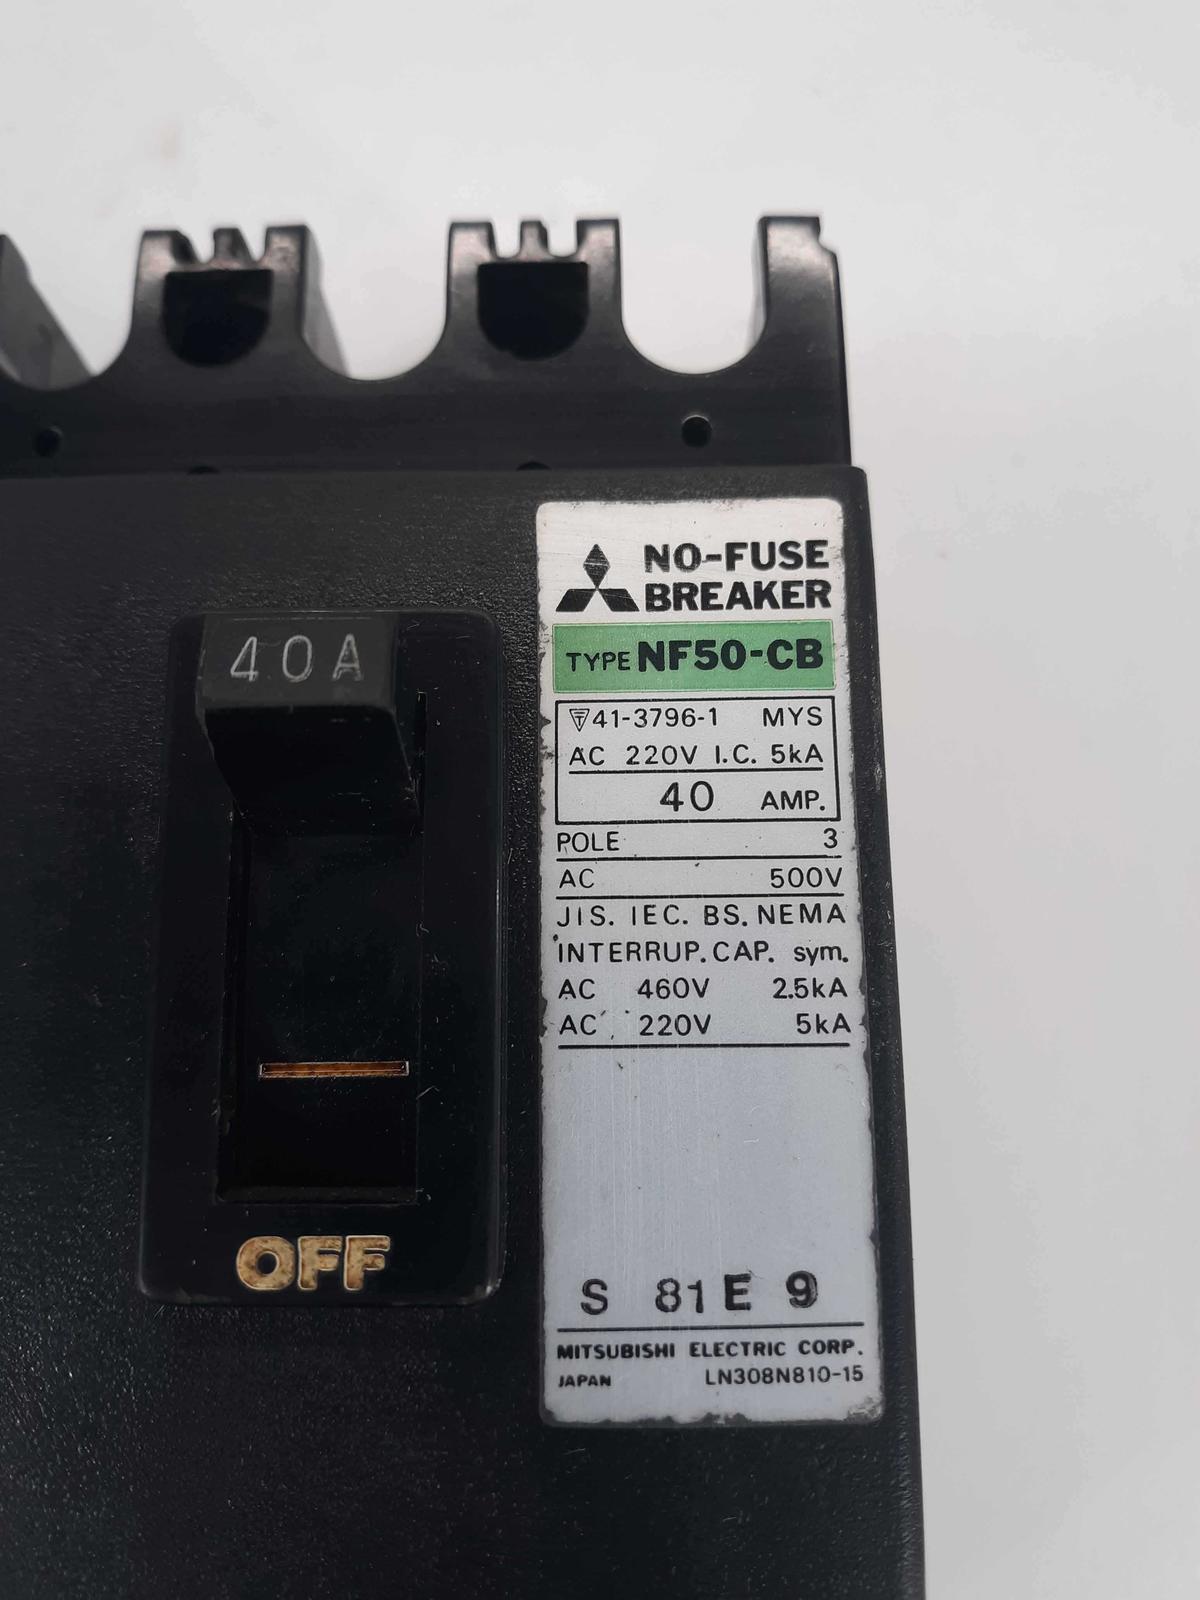 40A
OFF
NO-FUSE
BREAKER
TYPE NF50-CB
41-3796-1 MYS
AC 220V I.C. 5kA
40 AMP.
POLE 3
AC 500V
JIS. IEC. BS. NEMA
INTERRUP. CAP. sym.
AC 460V 2.5kA
AC 220V 5kA
S 81 E 9
MITSUBISHI ELECTRIC CORP.
JAPAN LN308N810-15